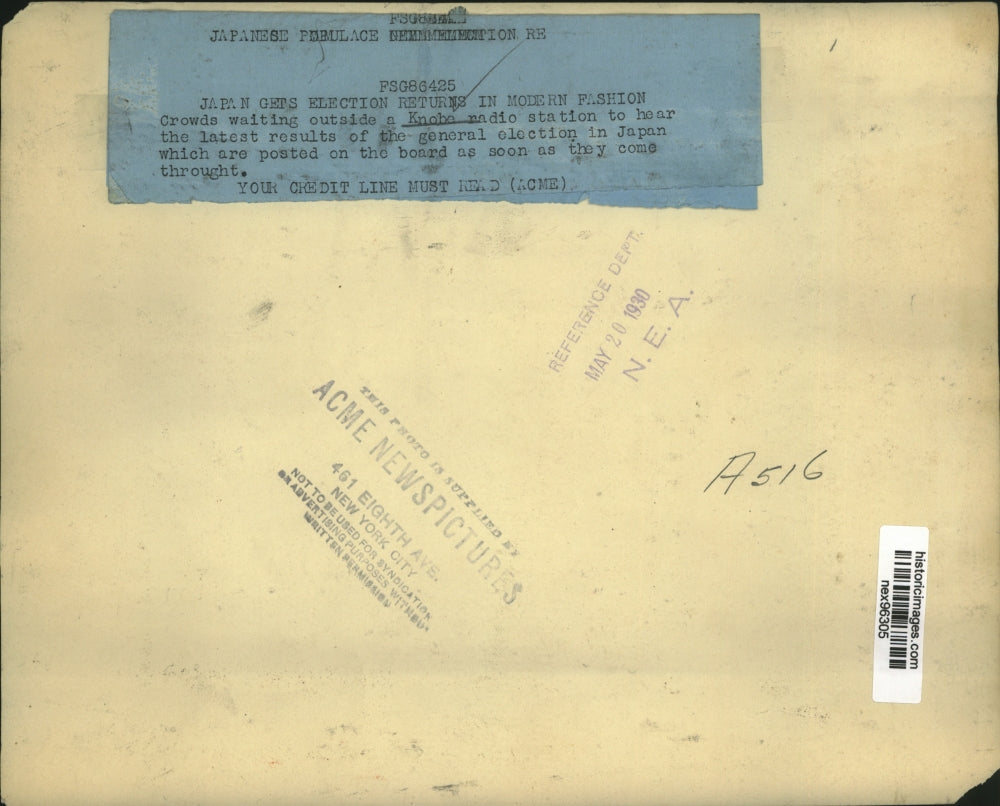 JAPANESE
RE
FSG86425
JAPAN GETS ELECTION RETURNS IN MODERN FASHION
Crowds waiting outside a Knobe radio station to hear
the latest results of the general election in Japan
which are posted on the board as soon as they come
throught.
YOUR CREDIT LINE MUST READ (ACME)
REFERENCE DEPT.
MAY 20 1930
N. E. A.
THIS PHOTO IS SUPPLIED BY
ACME NEWSPICTURES
461 EIGHTH AVE.
NEW YORK CITY
NOT TO BE USED FOR SYNDICATION
OR ADVERTISING PURPOSES WITHOUT
WRITTEN PERMISSION
A516
historicimages.com
nex96305